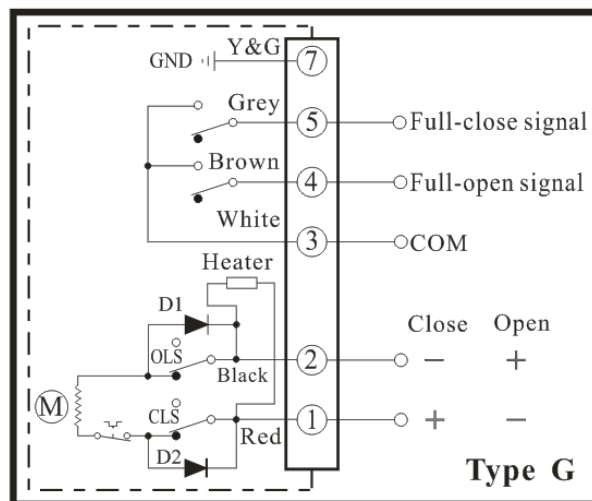 Y&G
GND 7
Grey 5 Full-close signal
Brown 4 Full-open signal
White 3 COM
Heater
D1 Close Open
OLS Black 2 − +
M CLS Red 1 + −
D2 Type G